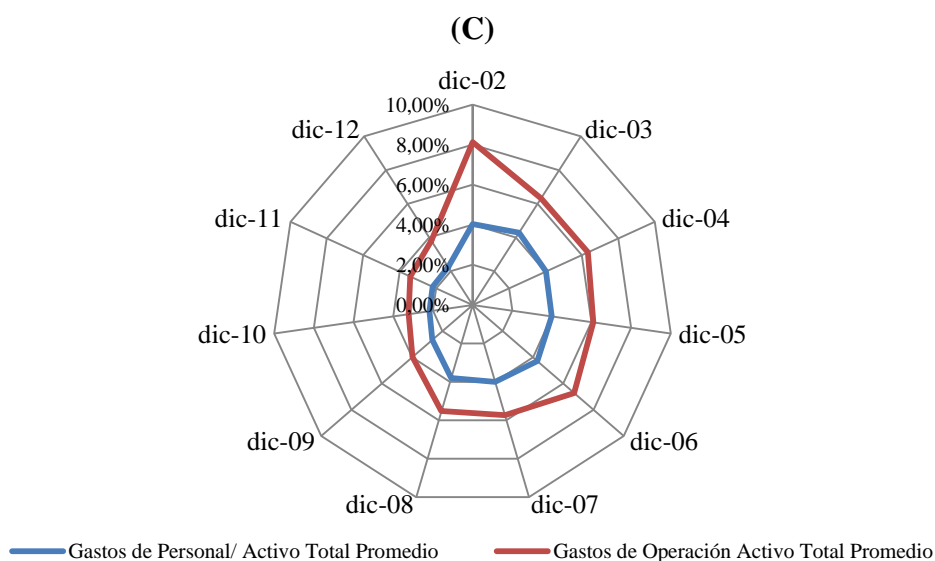 (C)
dic-02
dic-03
dic-04
dic-05
dic-06
dic-07
dic-08
dic-09
dic-10
dic-11
dic-12
10,00%
8,00%
6,00%
4,00%
2,00%
0,00%
Gastos de Personal/ Activo Total Promedio
Gastos de Operación Activo Total Promedio